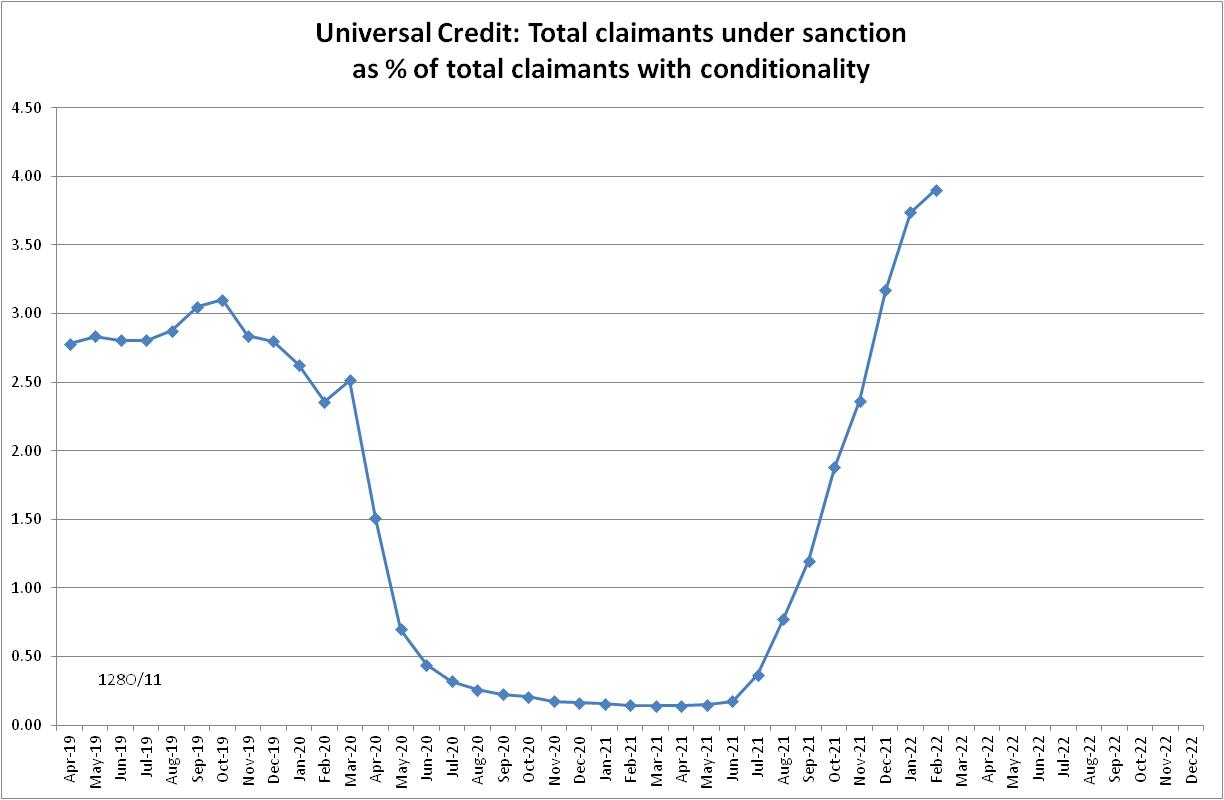 Universal Credit: Total claimants under sanction
as % of total claimants with conditionality
4.50
4.00
3.50
3.00
2.50
2.00
1.50
1.00
0.50
0.00
128O/11
Apr-19
May-19
Jun-19
Jul-19
Aug-19
Sep-19
Oct-19
Nov-19
Dec-19
Jan-20
Feb-20
Mar-20
Apr-20
May-20
Jun-20
Jul-20
Aug-20
Sep-20
Oct-20
Nov-20
Dec-20
Jan-21
Feb-21
Mar-21
Apr-21
May-21
Jun-21
Jul-21
Aug-21
Sep-21
Oct-21
Nov-21
Dec-21
Jan-22
Feb-22
Mar-22
Apr-22
May-22
Jun-22
Jul-22
Aug-22
Sep-22
Oct-22
Nov-22
Dec-22